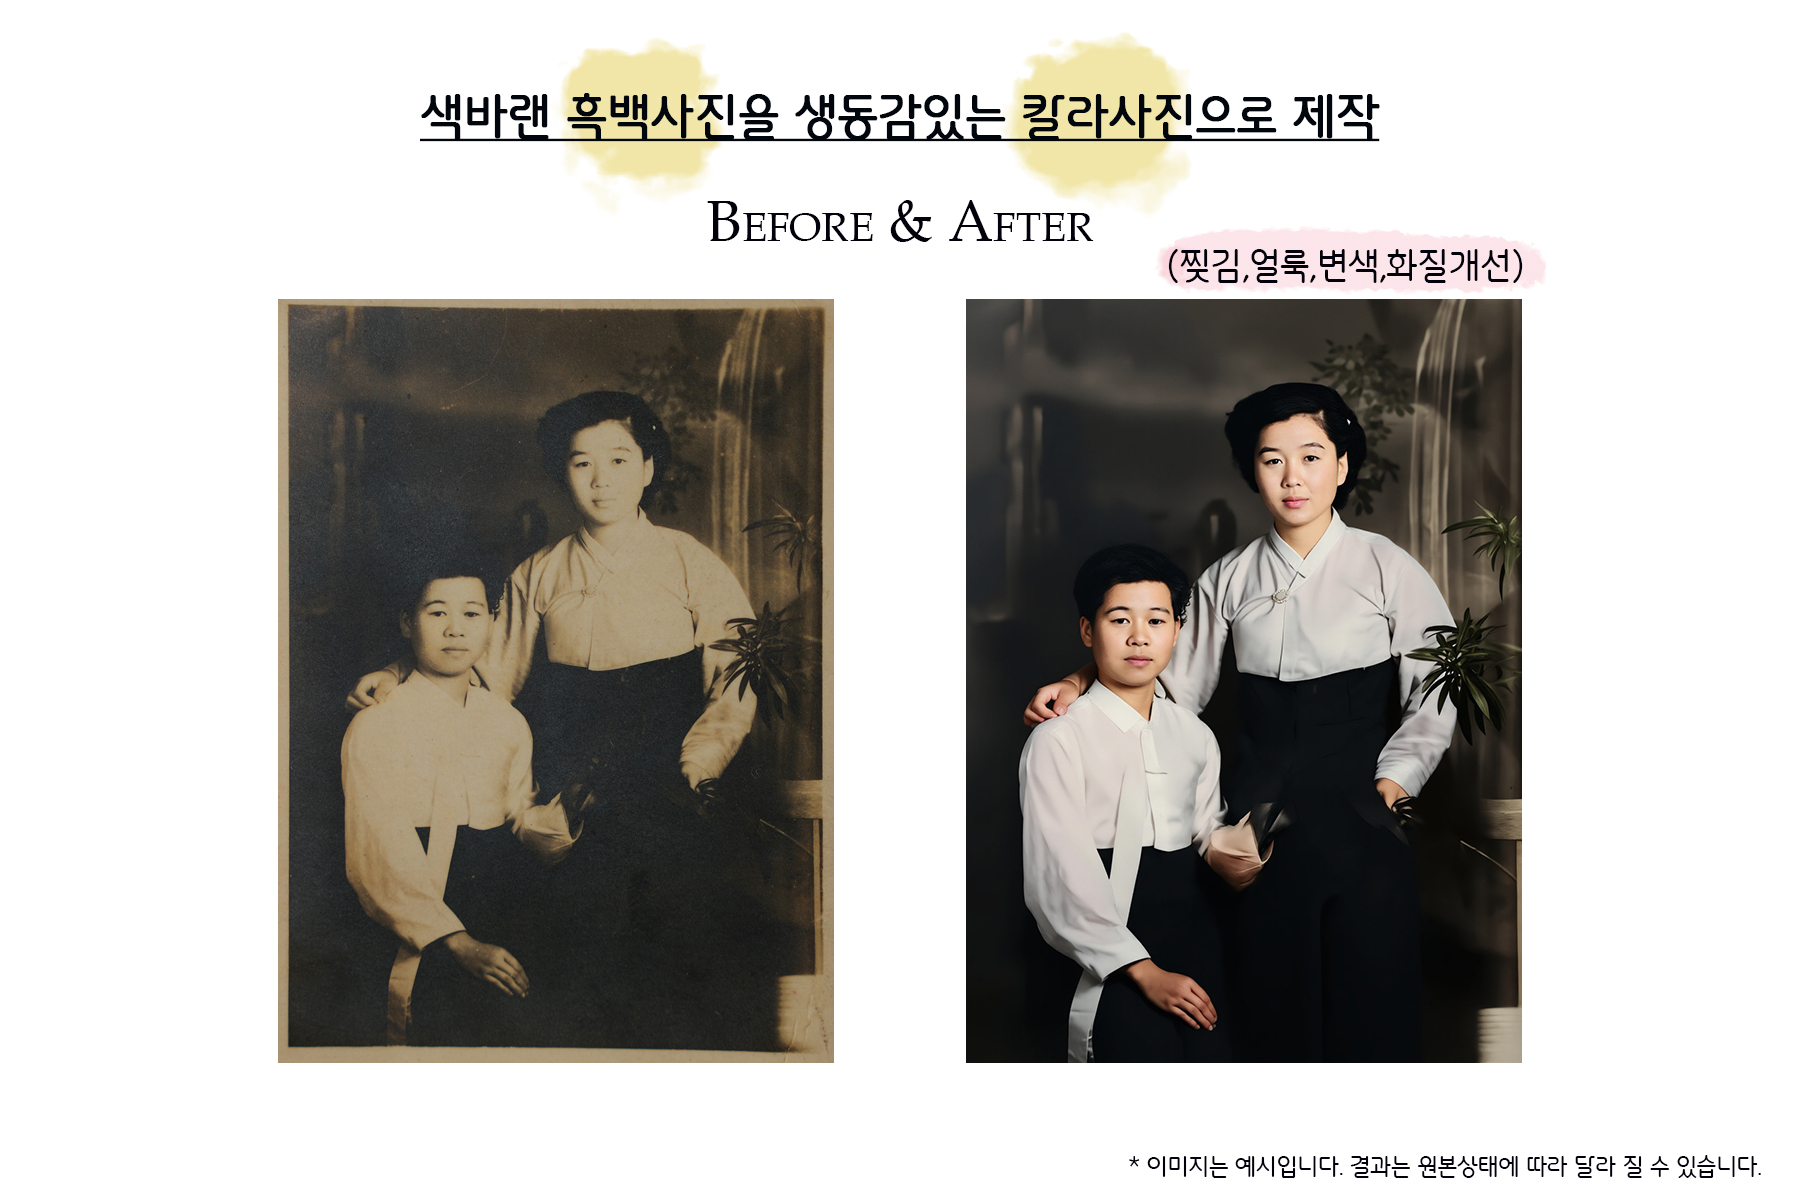 색바랜 흑백사진을 생동감있는 칼라사진으로 제작
BEFORE & AFTER
(찢김,얼룩,변색,화질개선)
* 이미지는 예시입니다. 결과는 원본상태에 따라 달라 질 수 있습니다.